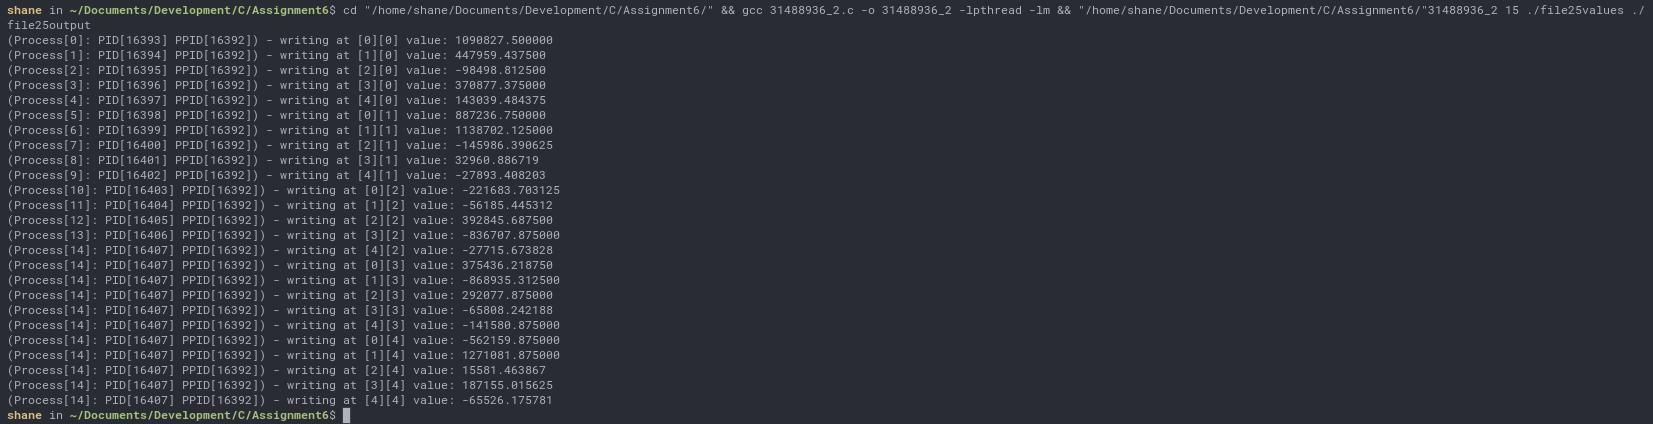 shane in ~/Documents/Development/C/Assignment6$ cd "/home/shane/Documents/Development/C/Assignment6/" && gcc 31488936_2.c -o 31488936_2 -lpthread -lm && "/home/shane/Documents/Development/C/Assignment6/"31488936_2 15 ./file25values ./
file25output
(Process[0]: PID[16393] PPID[16392]) - writing at [0][0] value: 1090827.500000
(Process[1]: PID[16394] PPID[16392]) - writing at [1][0] value: 447959.437500
(Process[2]: PID[16395] PPID[16392]) - writing at [2][0] value: -98498.812500
(Process[3]: PID[16396] PPID[16392]) - writing at [3][0] value: 370877.375000
(Process[4]: PID[16397] PPID[16392]) - writing at [4][0] value: 143039.484375
(Process[5]: PID[16398] PPID[16392]) - writing at [0][1] value: 887236.750000
(Process[6]: PID[16399] PPID[16392]) - writing at [1][1] value: 1138702.125000
(Process[7]: PID[16400] PPID[16392]) - writing at [2][1] value: -145986.390625
(Process[8]: PID[16401] PPID[16392]) - writing at [3][1] value: 32960.886719
(Process[9]: PID[16402] PPID[16392]) - writing at [4][1] value: -27893.408203
(Process[10]: PID[16403] PPID[16392]) - writing at [0][2] value: -221683.703125
(Process[11]: PID[16404] PPID[16392]) - writing at [1][2] value: -56185.445312
(Process[12]: PID[16405] PPID[16392]) - writing at [2][2] value: 392845.687500
(Process[13]: PID[16406] PPID[16392]) - writing at [3][2] value: -836707.875000
(Process[14]: PID[16407] PPID[16392]) - writing at [4][2] value: -27715.673828
(Process[14]: PID[16407] PPID[16392]) - writing at [0][3] value: 375436.218750
(Process[14]: PID[16407] PPID[16392]) - writing at [1][3] value: -868935.312500
(Process[14]: PID[16407] PPID[16392]) - writing at [2][3] value: 292077.875000
(Process[14]: PID[16407] PPID[16392]) - writing at [3][3] value: -65808.242188
(Process[14]: PID[16407] PPID[16392]) - writing at [4][3] value: -141580.875000
(Process[14]: PID[16407] PPID[16392]) - writing at [0][4] value: -562159.875000
(Process[14]: PID[16407] PPID[16392]) - writing at [1][4] value: 1271081.875000
(Process[14]: PID[16407] PPID[16392]) - writing at [2][4] value: 15581.463867
(Process[14]: PID[16407] PPID[16392]) - writing at [3][4] value: 187155.015625
(Process[14]: PID[16407] PPID[16392]) - writing at [4][4] value: -65526.175781
shane in ~/Documents/Development/C/Assignment6$